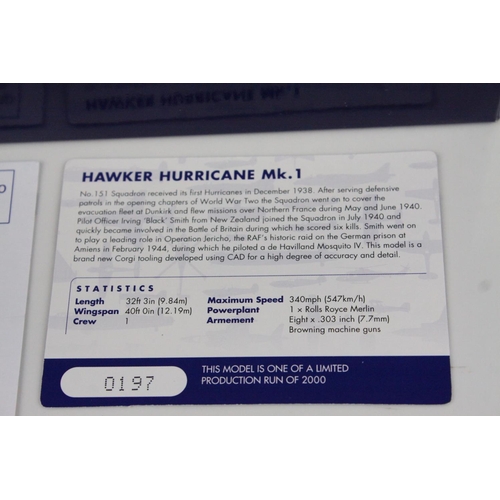 HAWKER HURRICANE Mk.1
HAWKER HURRICANE Mk.1
No.151 Squadron received its first Hurricanes in December 1938. After serving defensive
patrols in the opening chapters of World War Two the Squadron went on to cover the
evacuation fleet at Dunkirk and flew missions over Northern France during May and June 1940.
Pilot Officer Irving 'Black' Smith from New Zealand joined the Squadron in July 1940 and
quickly became involved in the Battle of Britain during which he scored six kills. Smith went on
to play a leading role in Operation Jericho, the RAF's historic raid on the German prison at
Amiens in February 1944, during which he piloted a de Havilland Mosquito IV. This model is a
brand new Corgi tooling developed using CAD for a high degree of accuracy and detail.
STATISTICS
Length 32ft 3in (9.84m) Maximum Speed 340mph (547km/h)
Wingspan 40ft 0in (12.19m) Powerplant 1 x Rolls Royce Merlin
Crew 1 Armement Eight x .303 inch (7.7mm)
Browning machine guns
0197
THIS MODEL IS ONE OF A LIMITED
PRODUCTION RUN OF 2000